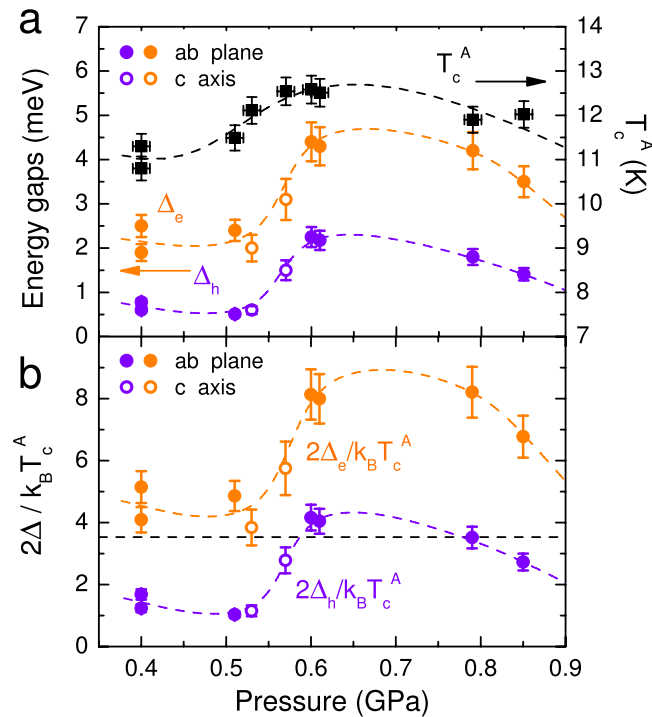 a
ab plane
c axis
T_c^A
Δ_e
Δ_h
Energy gaps (meV)
7
6
5
4
3
2
1
0
T_c^A (K)
14
13
12
11
10
9
8
7
b
ab plane
c axis
2Δ_e/k_BT_c^A
2Δ_h/k_BT_c^A
2Δ / k_BT_c^A
8
6
4
2
0
0.4 0.5 0.6 0.7 0.8 0.9
Pressure (GPa)